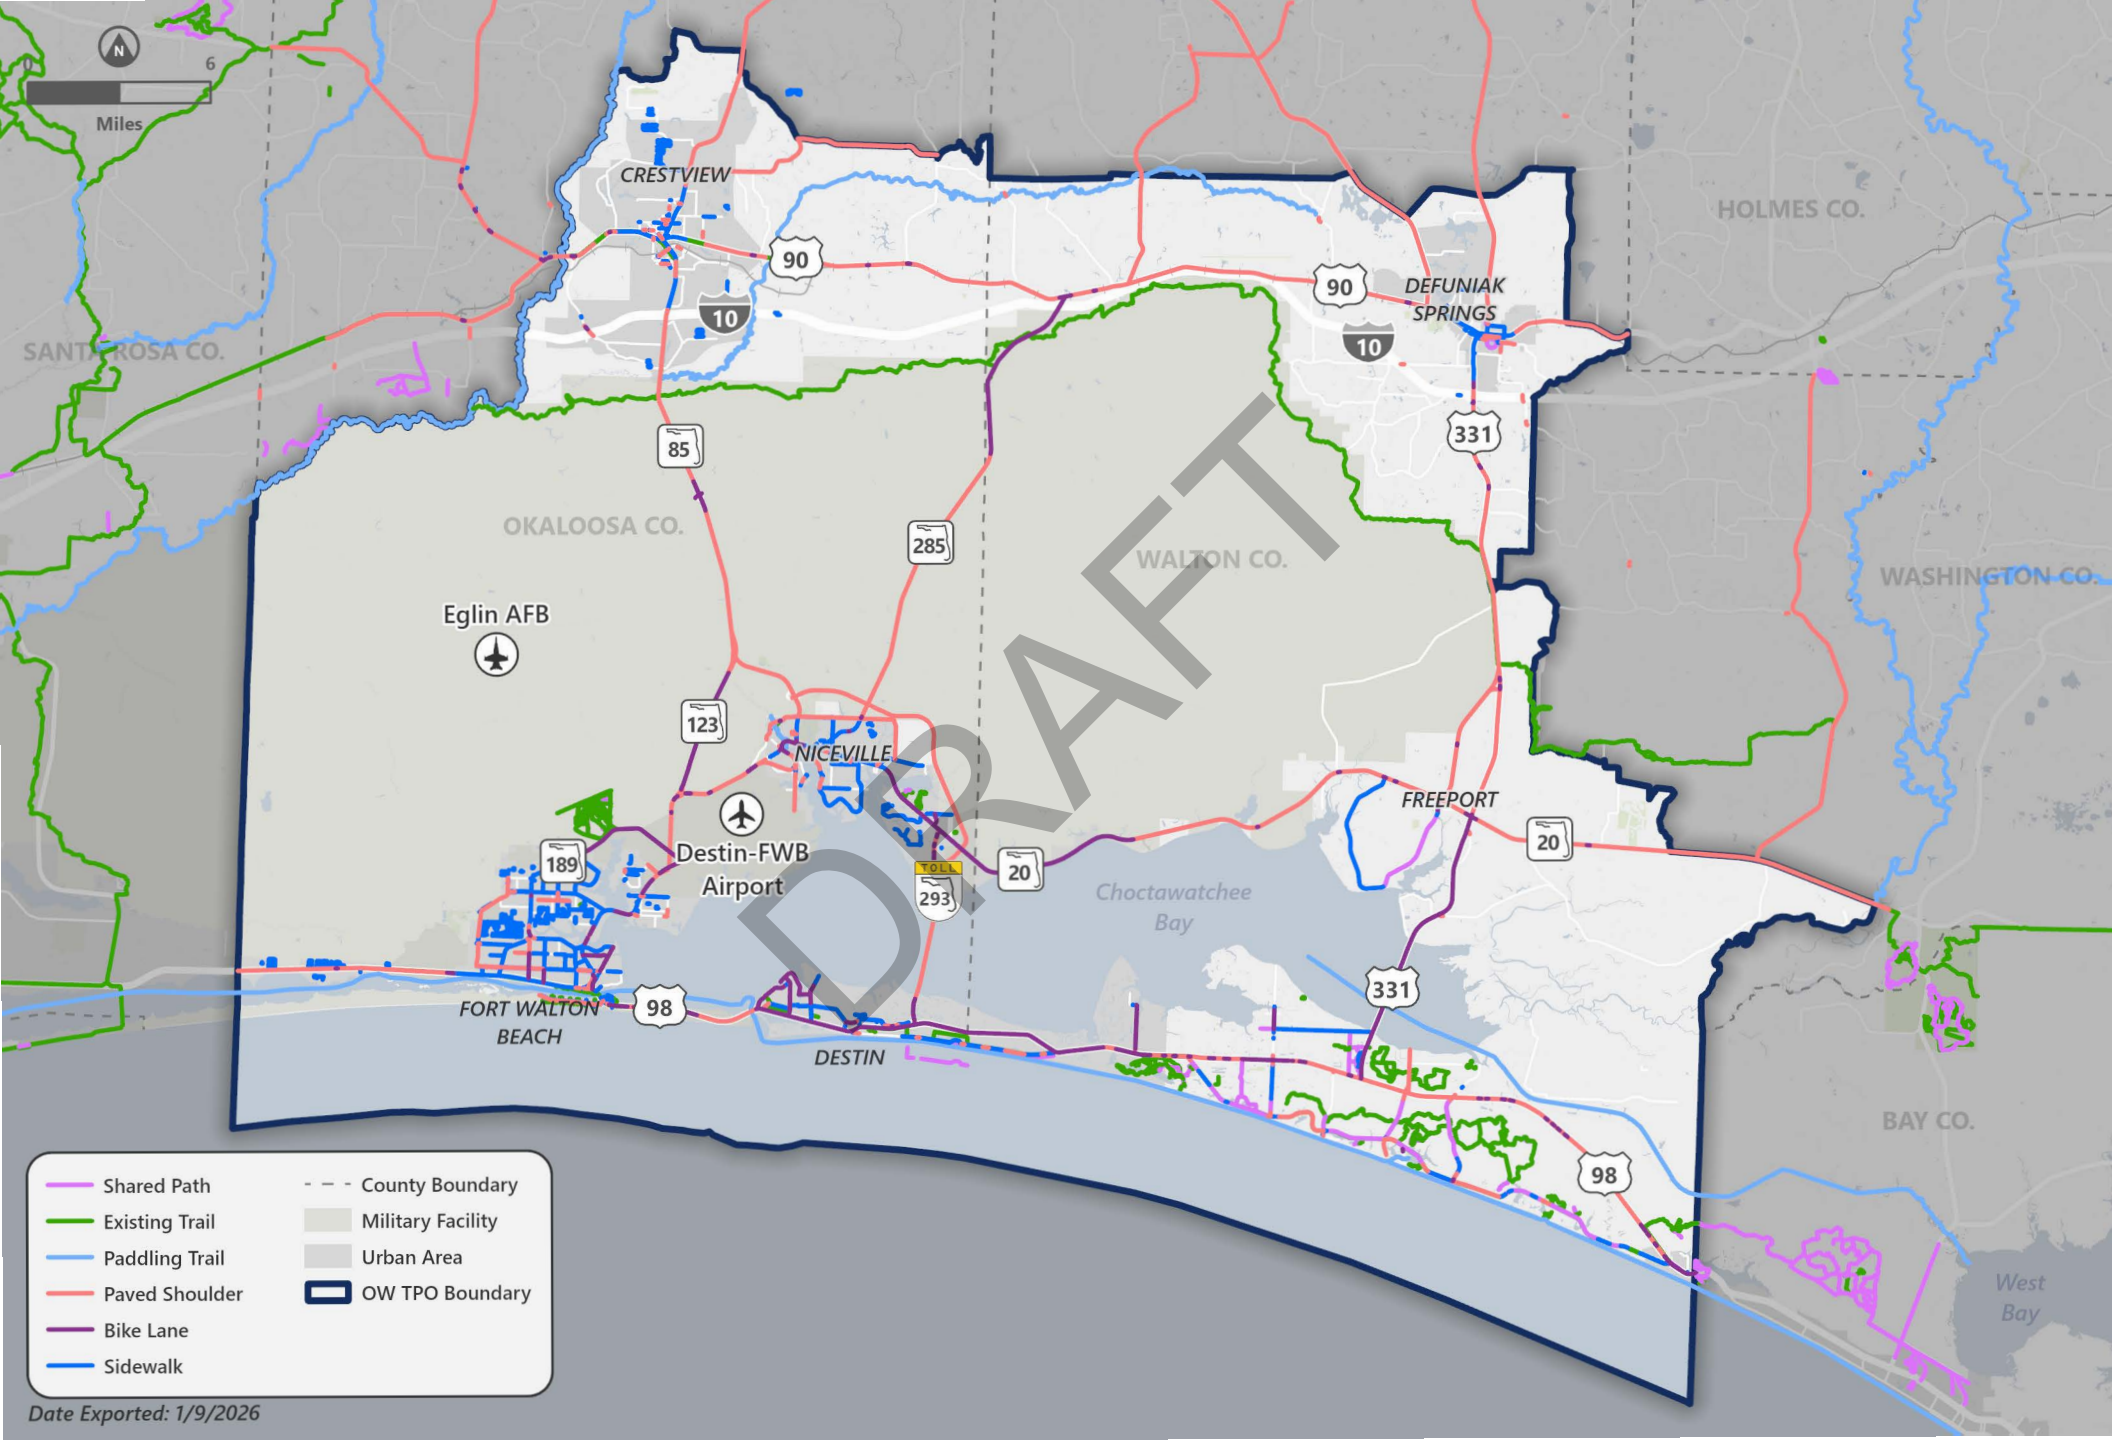 N
0 6
Miles
CRESTVIEW
HOLMES CO.
90
90
DEFUNIAK
SPRINGS
10
10
SANTA ROSA CO.
331
85
OKALOOSA CO.
285
WALTON CO.
WASHINGTON CO.
Eglin AFB
123
NICEVILLE
FREEPORT
20
Destin-FWB
Airport
189
TOLL
293
20
Choctawatchee
Bay
DRAFT
331
FORT WALTON
BEACH
98
DESTIN
BAY CO.
98
West
Bay
Shared Path
Existing Trail
Paddling Trail
Paved Shoulder
Bike Lane
Sidewalk
County Boundary
Military Facility
Urban Area
OW TPO Boundary
Date Exported: 1/9/2026